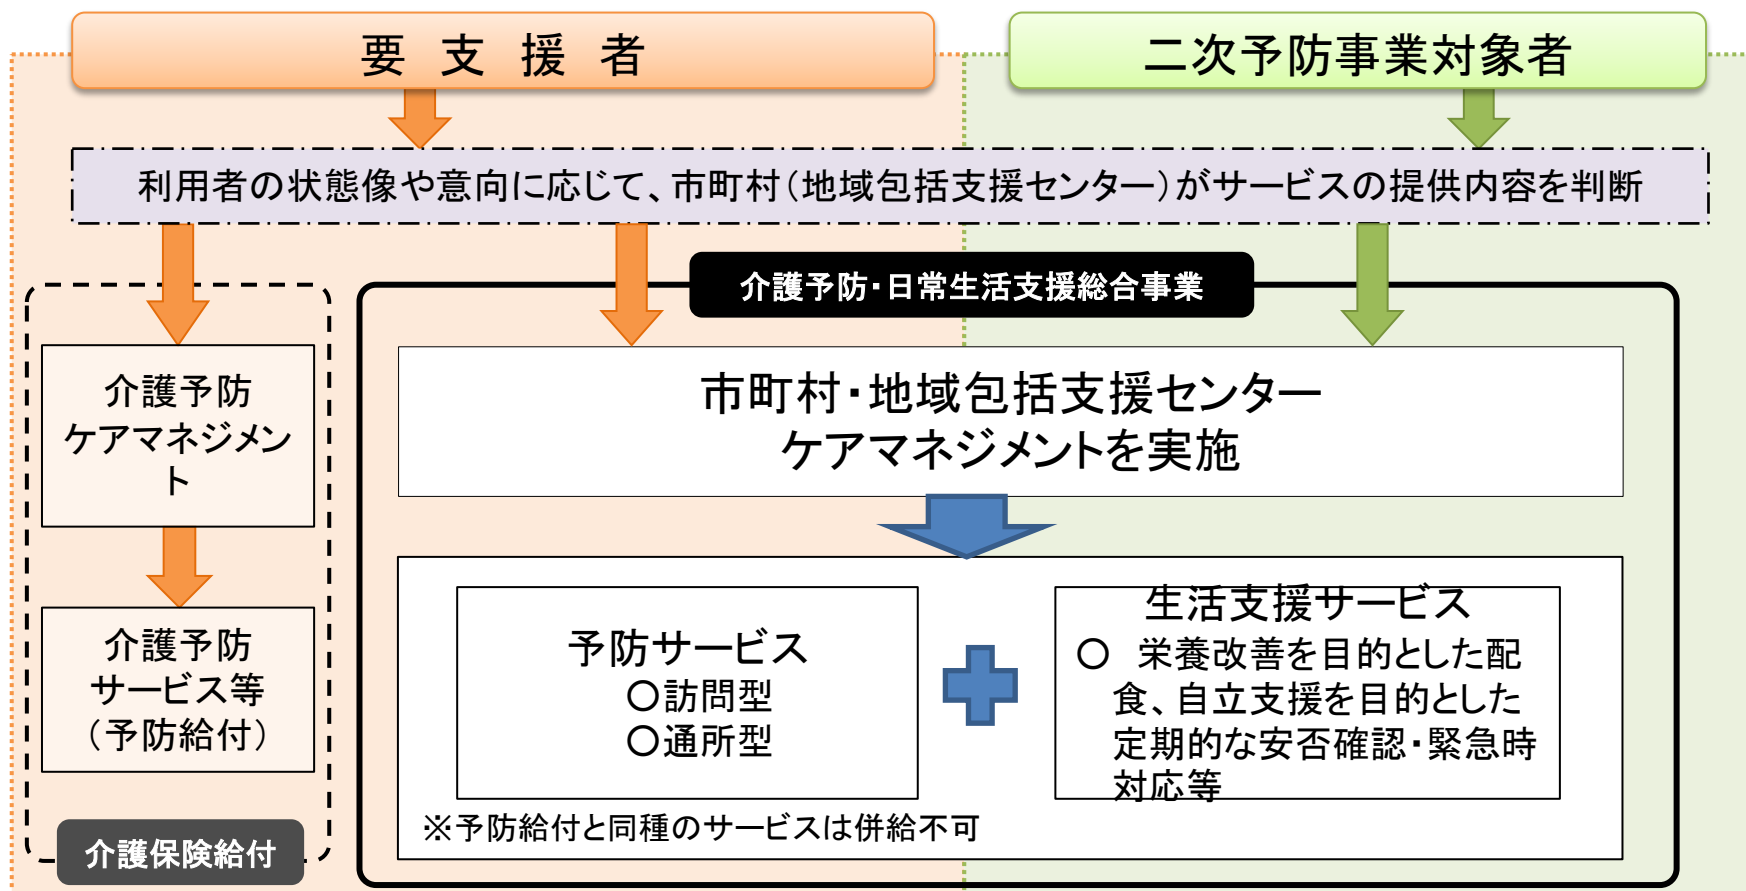 要 支 援 者
二次予防事業対象者
利用者の状態像や意向に応じて、市町村（地域包括支援センター）がサービスの提供内容を判断
介護予防・日常生活支援総合事業
介護予防
ケアマネジメン
ト
介護予防
サービス等
（予防給付）
介護保険給付
市町村・地域包括支援センター
ケアマネジメントを実施
予防サービス
○訪問型
○通所型
生活支援サービス
○ 栄養改善を目的とした配
食、自立支援を目的とした
定期的な安否確認・緊急時
対応等
※予防給付と同種のサービスは併給不可